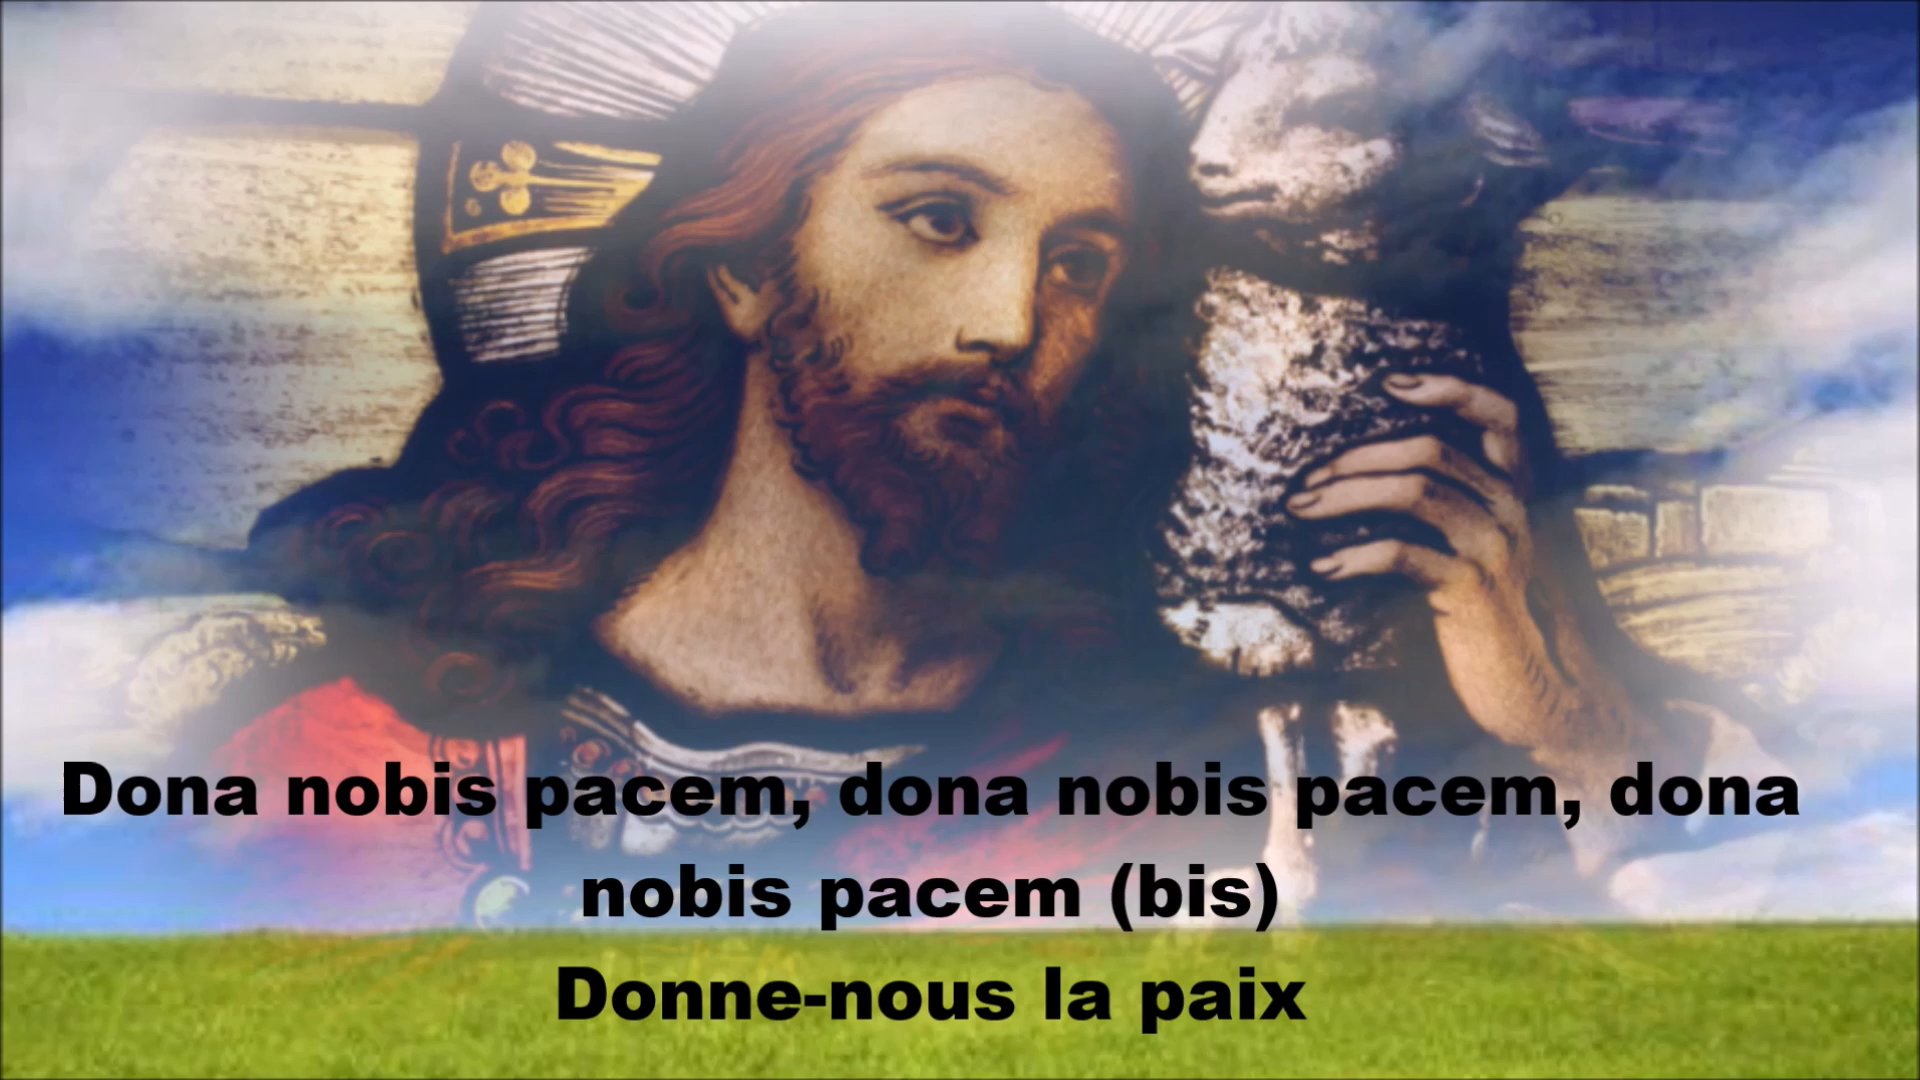 Dona nobis pacem, dona nobis pacem, dona
nobis pacem (bis)
Donne-nous la paix